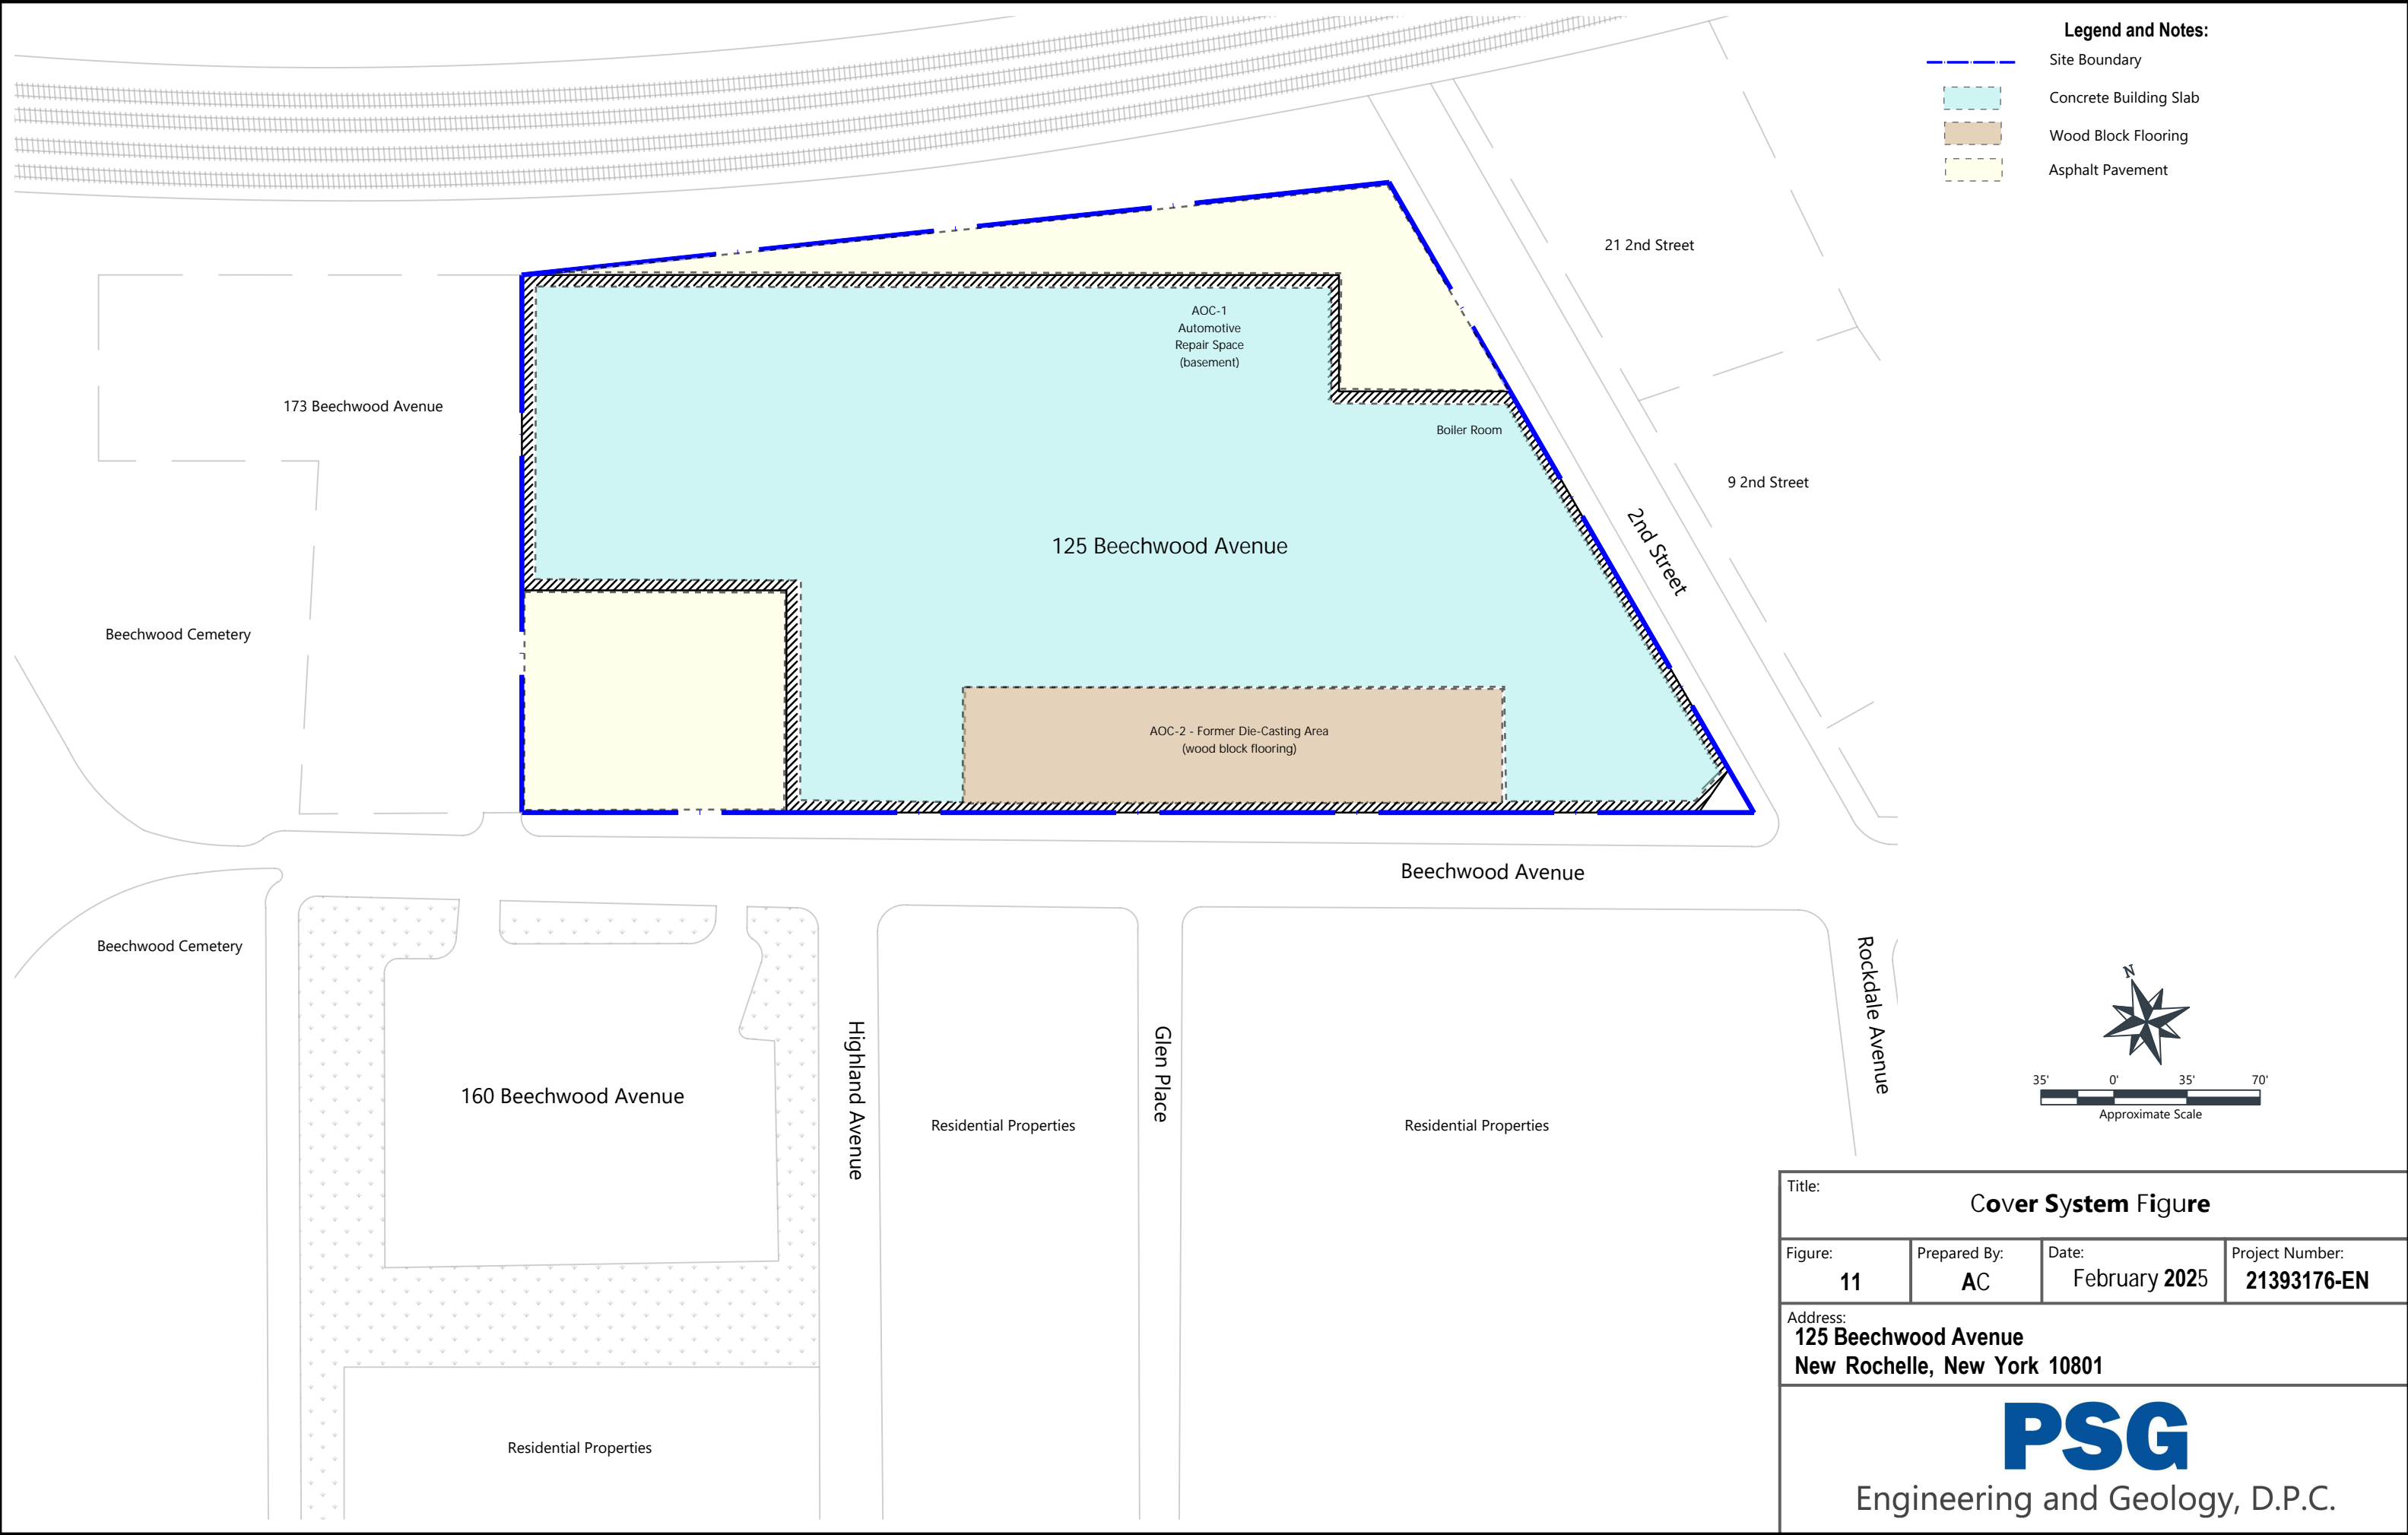 Legend and Notes:
Site Boundary
Concrete Building Slab
Wood Block Flooring
Asphalt Pavement
21 2nd Street
AOC-1
Automotive
Repair Space
(basement)
173 Beechwood Avenue
Boiler Room
9 2nd Street
125 Beechwood Avenue
2nd Street
Beechwood Cemetery
AOC-2 - Former Die-Casting Area
(wood block flooring)
Beechwood Avenue
Beechwood Cemetery
Rockdale Avenue
N
Highland Avenue
Glen Place
35' 0' 35' 70'
Approximate Scale
160 Beechwood Avenue
Residential Properties
Residential Properties
Residential Properties
Title:
Cover System Figure
Figure:
11
Prepared By:
AC
Date:
February 2025
Project Number:
21393176-EN
Address:
125 Beechwood Avenue
New Rochelle, New York 10801
PSG
Engineering and Geology, D.P.C.